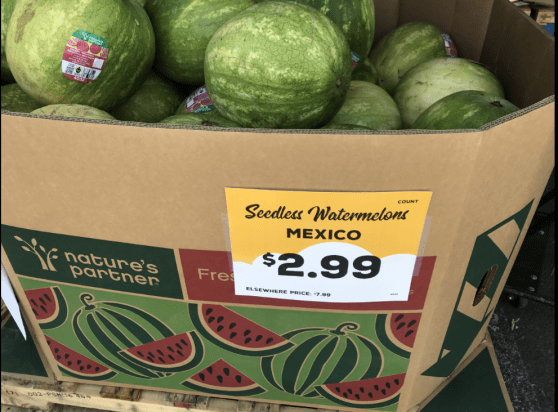 COUNT
Seedless Watermelons
MEXICO
$2.99
ELSEWHERE PRICE: $7.99
nature's
partner
Fres